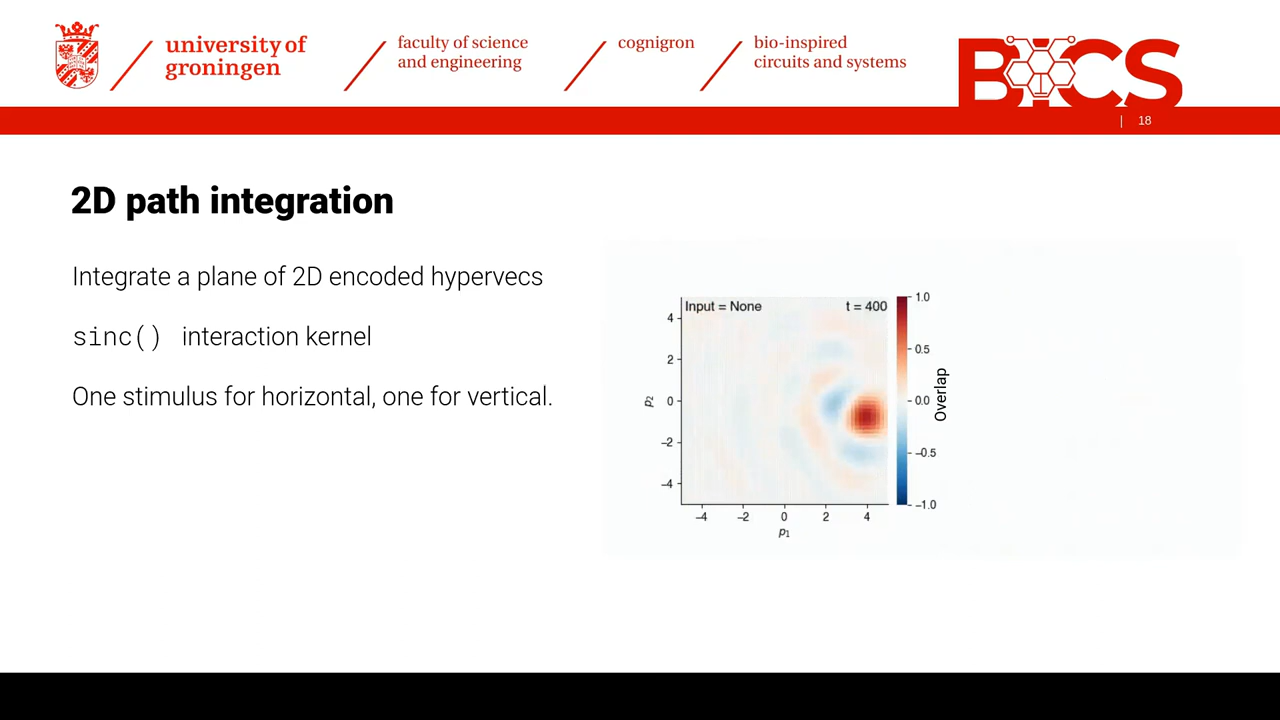 university of
groningen
faculty of science
and engineering
cognigron
bio-inspired
circuits and systems
BICS
| 18
2D path integration
Integrate a plane of 2D encoded hypervecs
sinc() interaction kernel
One stimulus for horizontal, one for vertical.
Input = None t = 400
4
2
0
−2
−4
p2
−4 −2 0 2 4
p1
1.0
0.5
0.0
−0.5
−1.0
Overlap